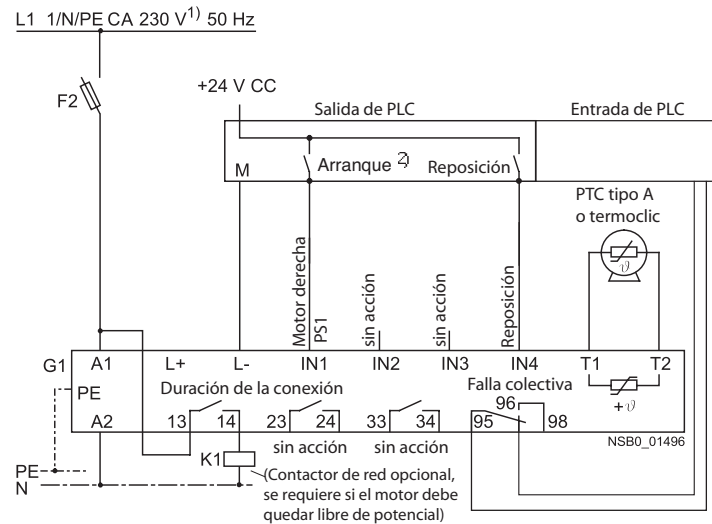 L1 1/N/PE CA 230 V 1) 50 Hz
F2
+24 V CC
Salida de PLC
Entrada de PLC
M
Arranque 2)
Reposición
PTC tipo A
o termoclic
ϑ
Motor derecha
PS1
sin acción
sin acción
Reposición
G1
A1
L+
L-
IN1
IN2
IN3
IN4
T1
T2
PE
Duración de la conexión
Falla colectiva
+ϑ
A2
13
14
23
24
33
34
95
96
98
NSB0_01496
sin acción
sin acción
K1
PE
N
(Contactor de red opcional,
se requiere si el motor debe
quedar libre de potencial)